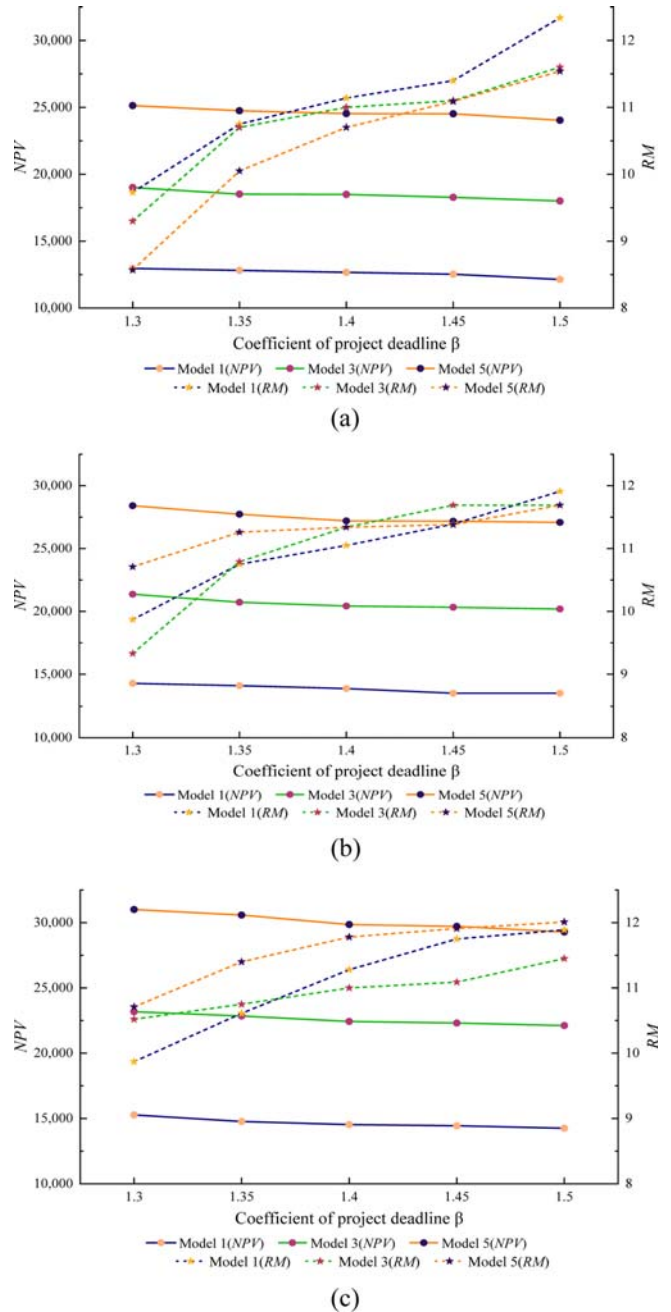 30,000
25,000
20,000
15,000
10,000
NPV
12
11
10
9
8
RM
1.3 1.35 1.4 1.45 1.5
Coefficient of project deadline β
Model 1(NPV) Model 3(NPV) Model 5(NPV)
Model 1(RM) Model 3(RM) Model 5(RM)
(a)
30,000
25,000
20,000
15,000
10,000
NPV
12
11
10
9
8
RM
1.3 1.35 1.4 1.45 1.5
Coefficient of project deadline β
Model 1(NPV) Model 3(NPV) Model 5(NPV)
Model 1(RM) Model 3(RM) Model 5(RM)
(b)
30,000
25,000
20,000
15,000
10,000
NPV
12
11
10
9
8
RM
1.3 1.35 1.4 1.45 1.5
Coefficient of project deadline β
Model 1(NPV) Model 3(NPV) Model 5(NPV)
Model 1(RM) Model 3(RM) Model 5(RM)
(c)